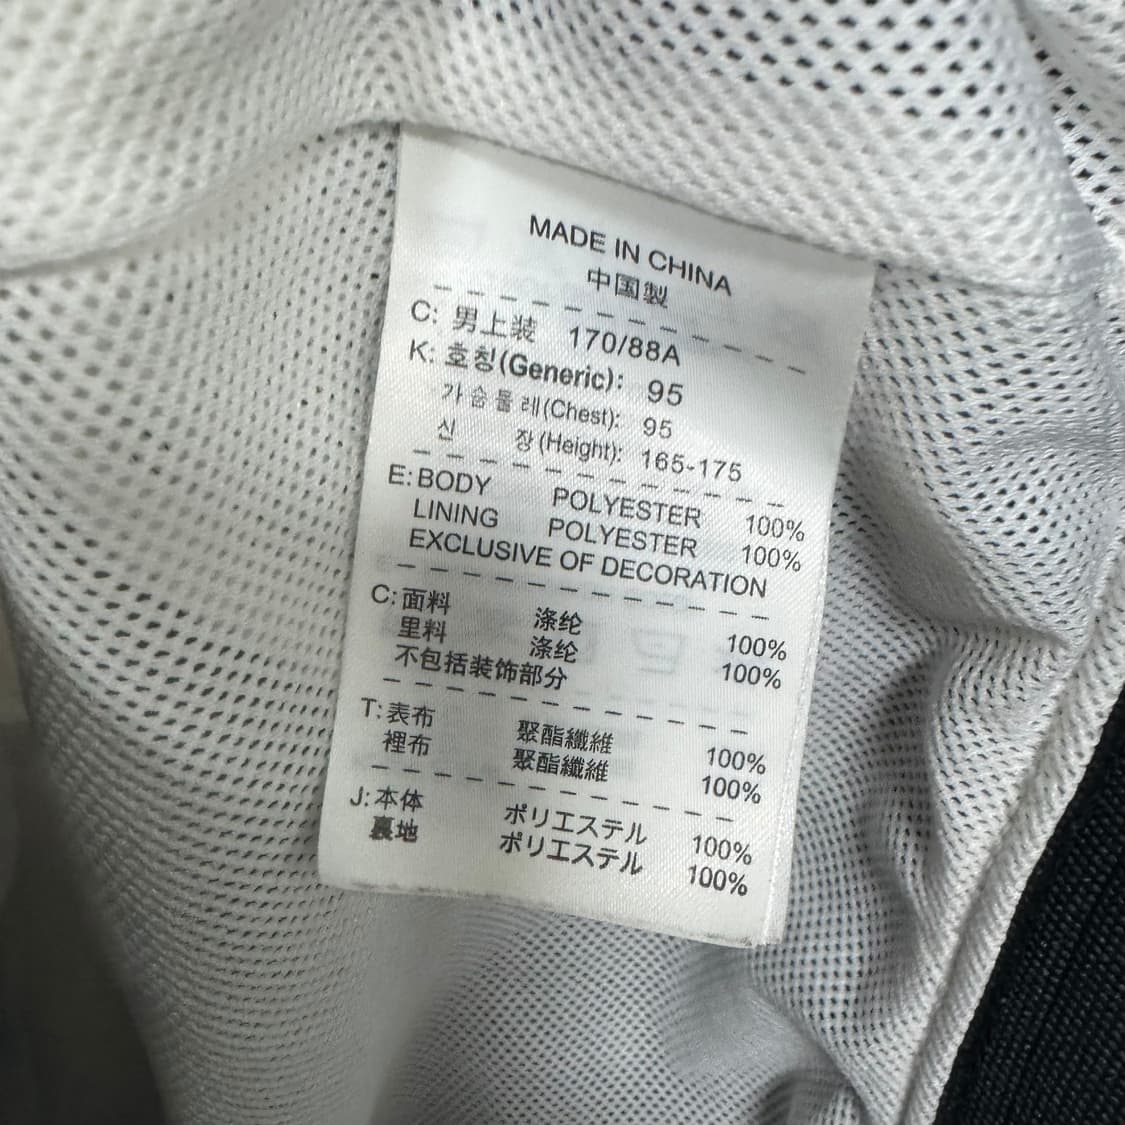 MADE IN CHINA
中国製
C: 男上装 170/88A
K: 호칭(Generic): 95
가슴둘레(Chest): 95
신 장(Height): 165-175
E: BODY POLYESTER 100%
LINING POLYESTER 100%
EXCLUSIVE OF DECORATION
C: 面料 涤纶 100%
里料 涤纶 100%
不包括装饰部分
T: 表布 聚酯纖維 100%
裡布 聚酯纖維 100%
J: 本体 ポリエステル 100%
裏地 ポリエステル 100%